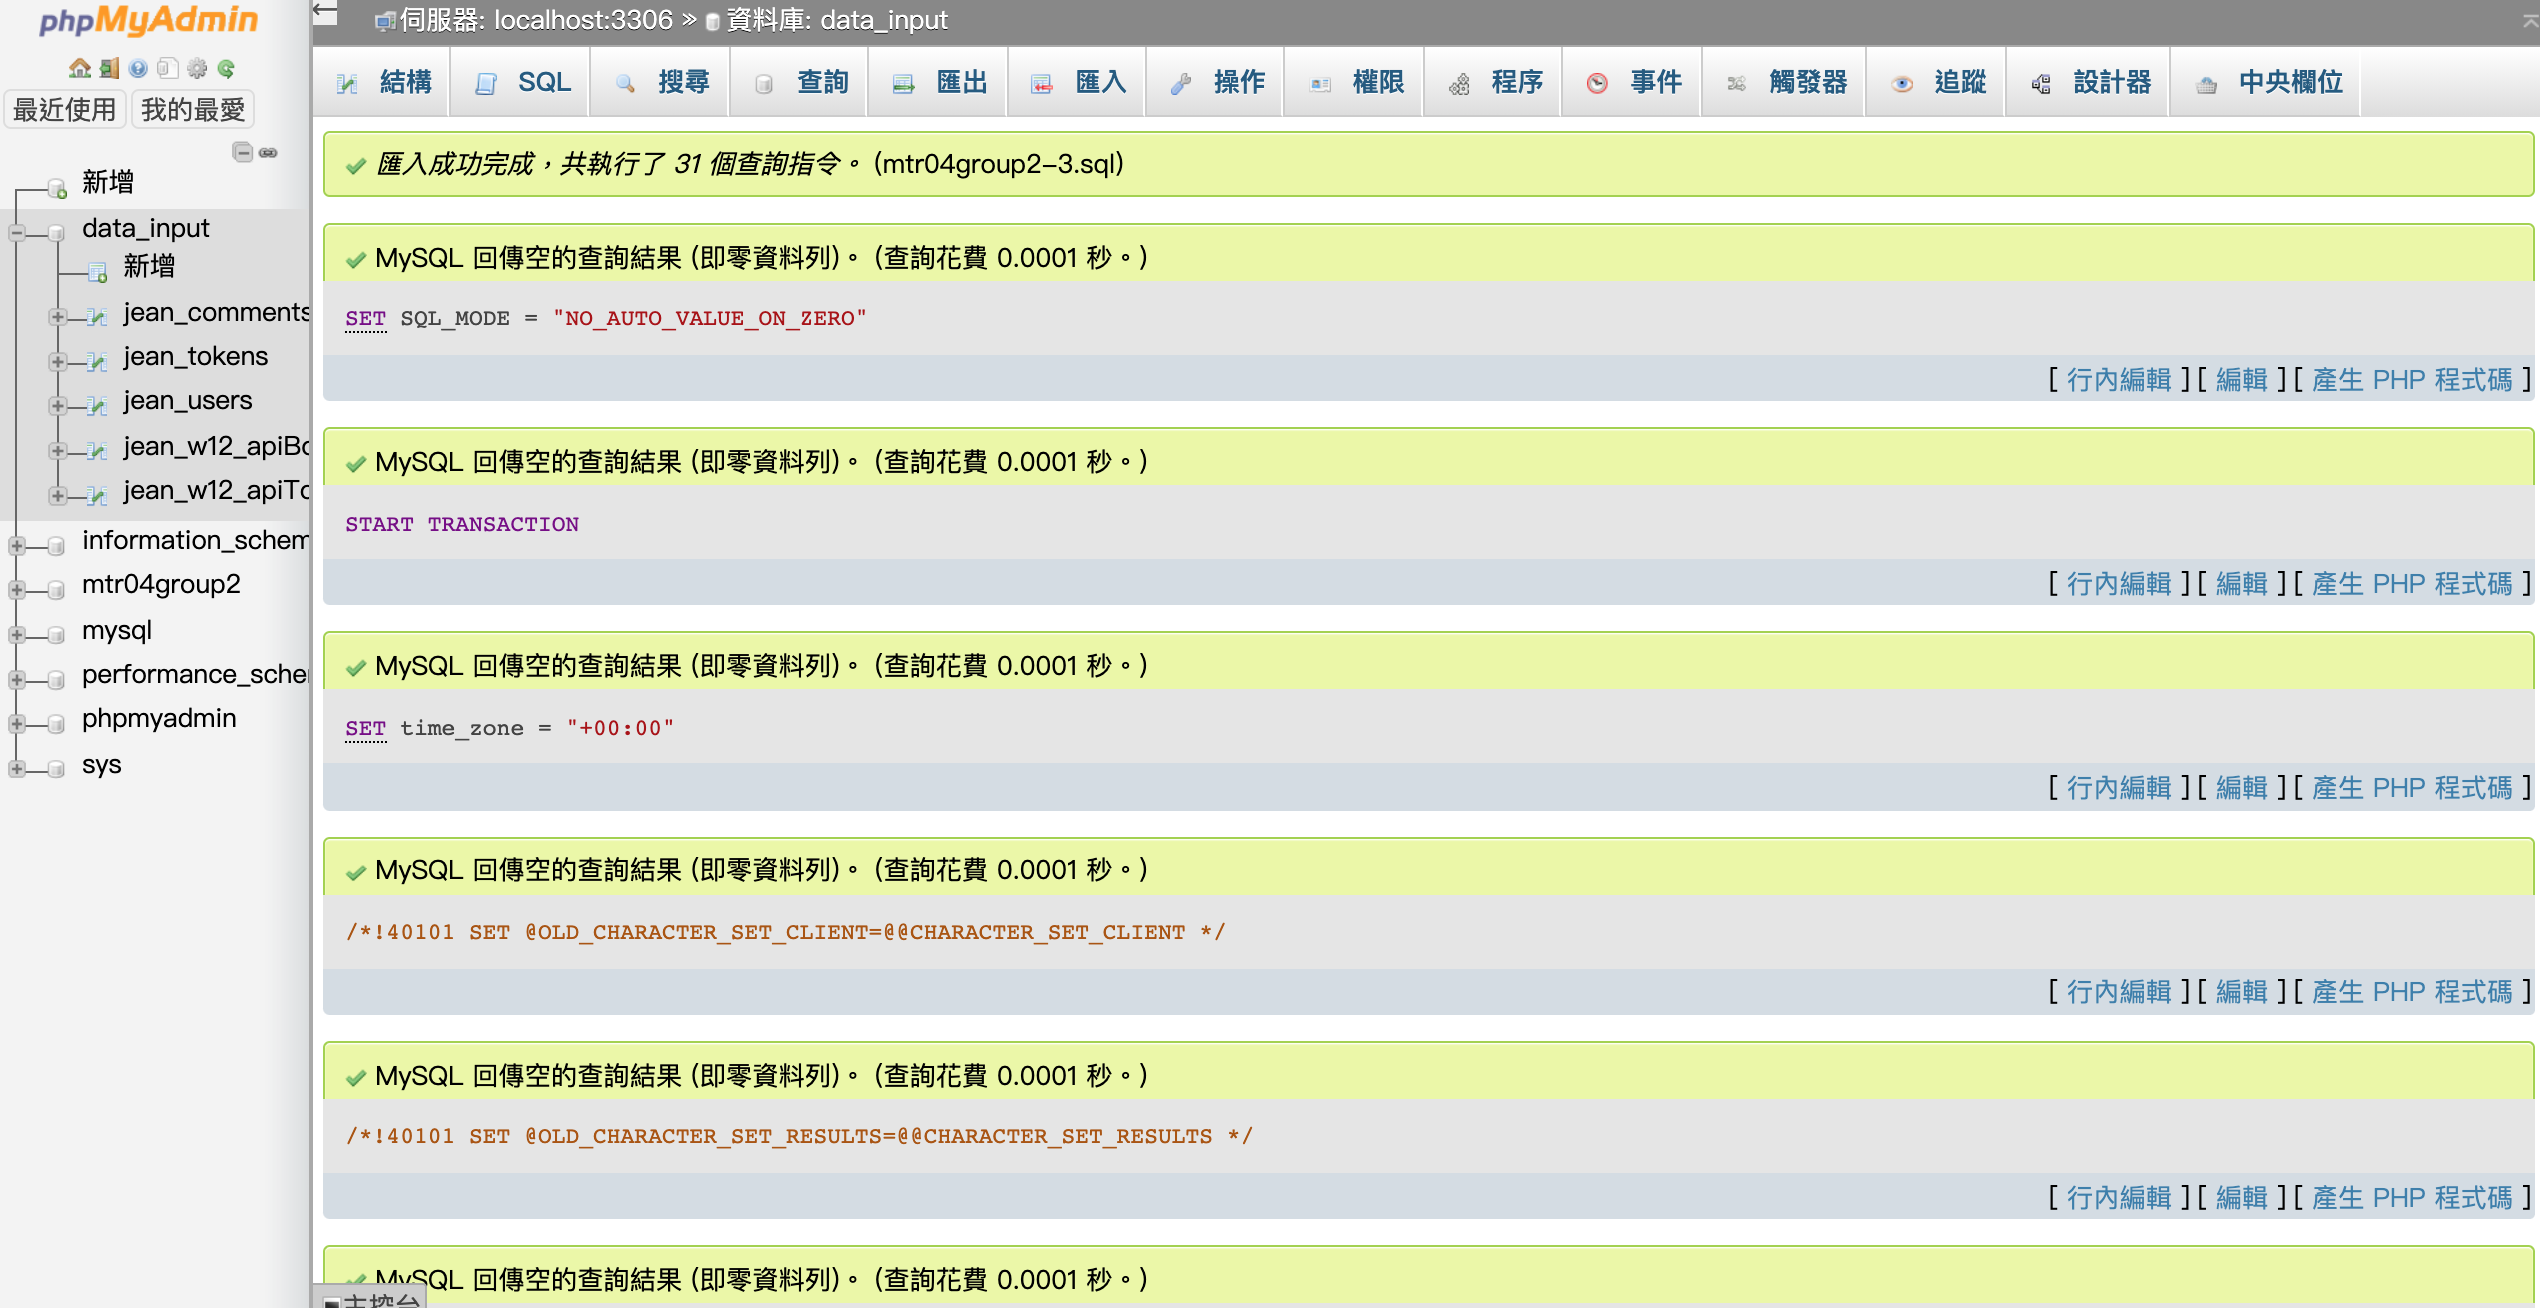 phpMyAdmin
最近使用 我的最愛
新增
data_input
新增
jean_comments
jean_tokens
jean_users
jean_w12_apiBo
jean_w12_apiTo
information_schem
mtr04group2
mysql
performance_sche
phpmyadmin
sys
伺服器: localhost:3306 » 資料庫: data_input
結構 SQL 搜尋 查詢 匯出 匯入 操作 權限 程序 事件 觸發器 追蹤 設計器 中央欄位
匯入成功完成，共執行了 31 個查詢指令。 (mtr04group2-3.sql)
MySQL 回傳空的查詢結果 (即零資料列)。 (查詢花費 0.0001 秒。)
SET SQL_MODE = "NO_AUTO_VALUE_ON_ZERO"
[ 行內編輯 ] [ 編輯 ] [ 產生 PHP 程式碼 ]
MySQL 回傳空的查詢結果 (即零資料列)。 (查詢花費 0.0001 秒。)
START TRANSACTION
[ 行內編輯 ] [ 編輯 ] [ 產生 PHP 程式碼 ]
MySQL 回傳空的查詢結果 (即零資料列)。 (查詢花費 0.0001 秒。)
SET time_zone = "+00:00"
[ 行內編輯 ] [ 編輯 ] [ 產生 PHP 程式碼 ]
MySQL 回傳空的查詢結果 (即零資料列)。 (查詢花費 0.0001 秒。)
/*!40101 SET @OLD_CHARACTER_SET_CLIENT=@@CHARACTER_SET_CLIENT */
[ 行內編輯 ] [ 編輯 ] [ 產生 PHP 程式碼 ]
MySQL 回傳空的查詢結果 (即零資料列)。 (查詢花費 0.0001 秒。)
/*!40101 SET @OLD_CHARACTER_SET_RESULTS=@@CHARACTER_SET_RESULTS */
[ 行內編輯 ] [ 編輯 ] [ 產生 PHP 程式碼 ]
MySQL 回傳空的查詢結果 (即零資料列)。 (查詢花費 0.0001 秒。)
主控台